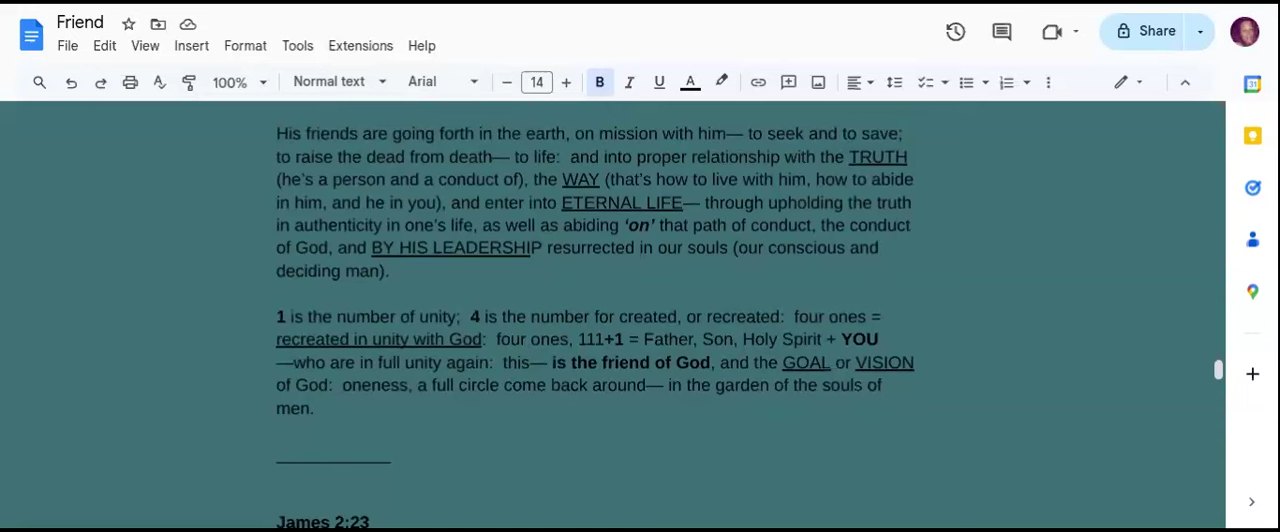 Friend
File Edit View Insert Format Tools Extensions Help
Share
100% Normal text Arial 14 B I U A
His friends are going forth in the earth, on mission with him— to seek and to save;
to raise the dead from death— to life:  and into proper relationship with the TRUTH
(he's a person and a conduct of), the WAY (that's how to live with him, how to abide
in him, and he in you), and enter into ETERNAL LIFE— through upholding the truth
in authenticity in one's life, as well as abiding ‘on’ that path of conduct, the conduct
of God, and BY HIS LEADERSHIP resurrected in our souls (our conscious and
deciding man).
1 is the number of unity;  4 is the number for created, or recreated:  four ones =
recreated in unity with God:  four ones, 111+1 = Father, Son, Holy Spirit + YOU
—who are in full unity again:  this— is the friend of God, and the GOAL or VISION
of God:  oneness, a full circle come back around— in the garden of the souls of
men.
James 2:23